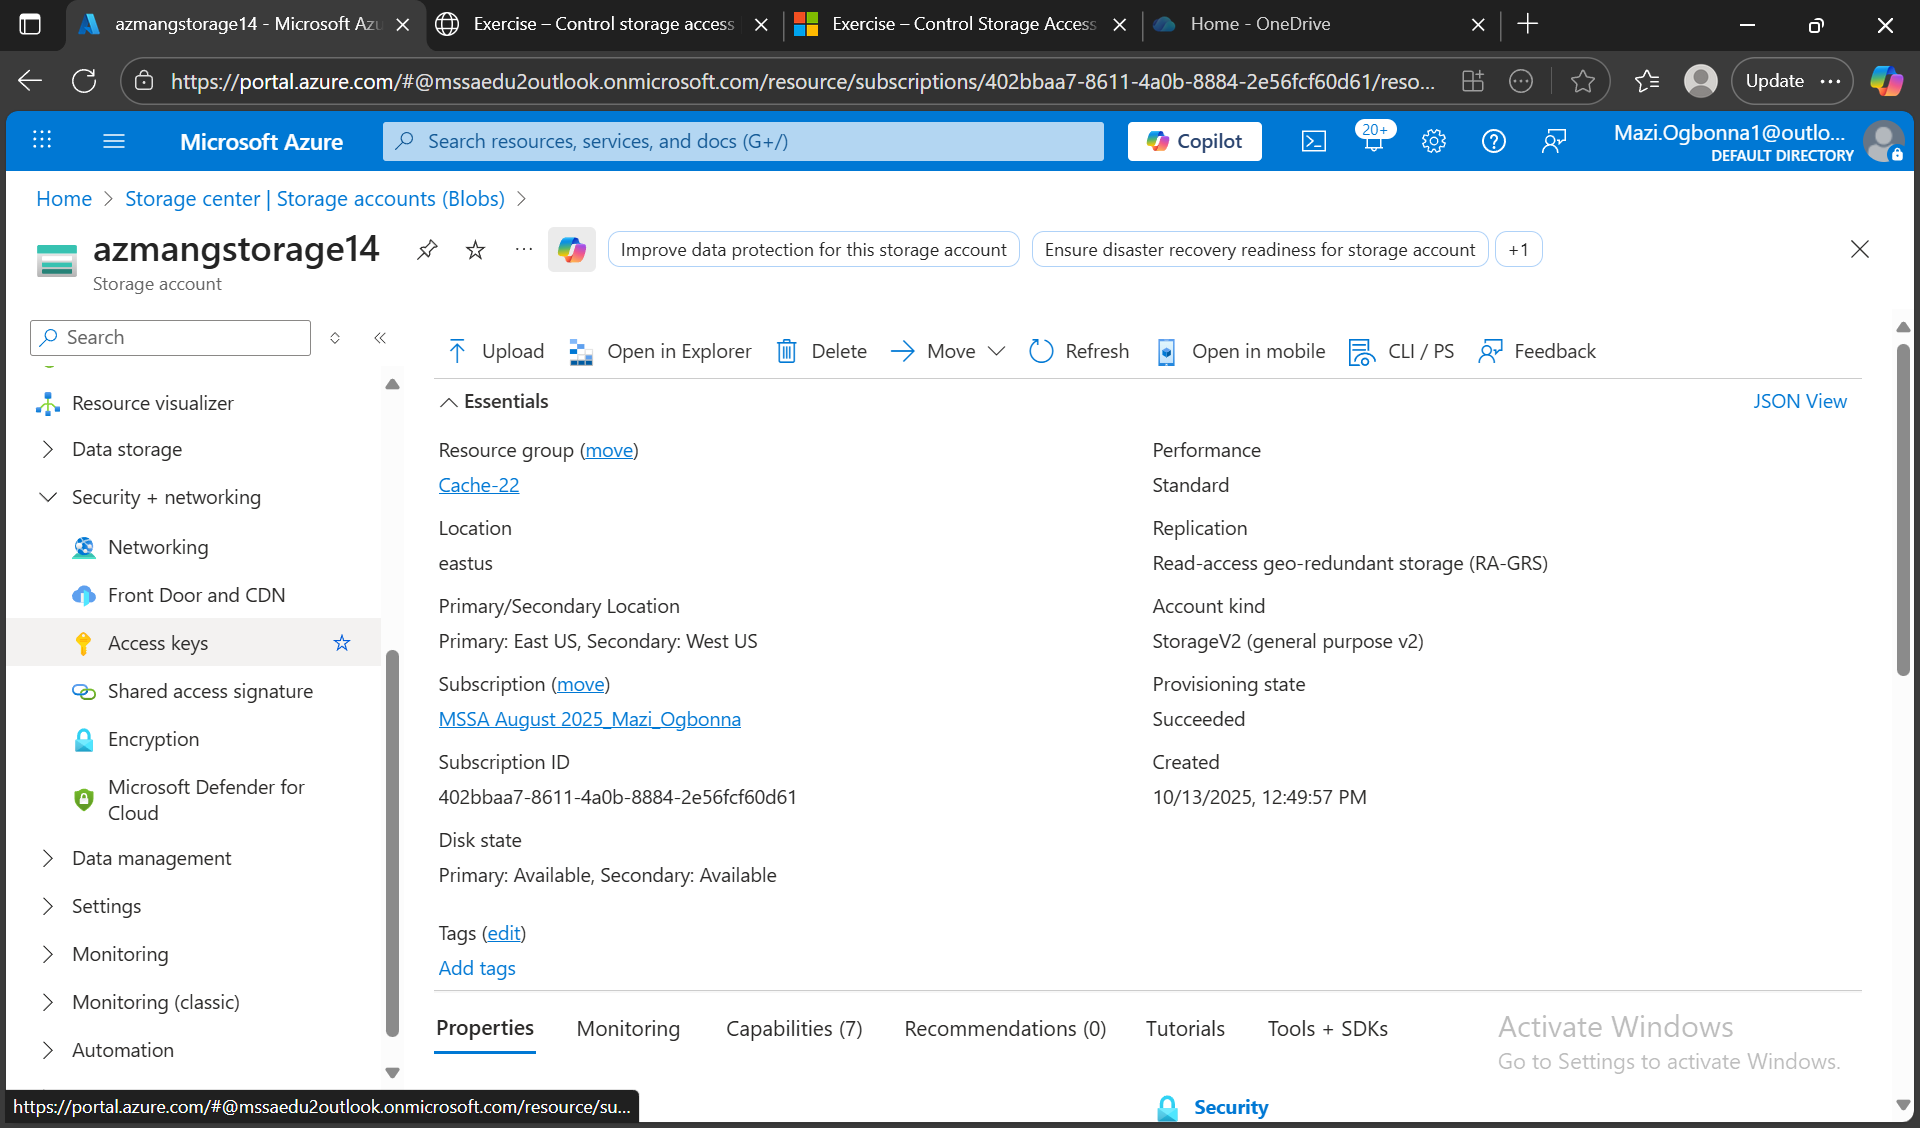 azmangstorage14 - Microsoft Azu
Exercise – Control storage access
Exercise – Control Storage Access
Home - OneDrive
https://portal.azure.com/#@mssaedu2outlook.onmicrosoft.com/resource/subscriptions/402bbaa7-8611-4a0b-8884-2e56fcf60d61/reso...
Update
Microsoft Azure
Search resources, services, and docs (G+/)
Copilot
20+
Mazi.Ogbonna1@outlo...
DEFAULT DIRECTORY
Home
Storage center | Storage accounts (Blobs)
azmangstorage14
Storage account
Improve data protection for this storage account
Ensure disaster recovery readiness for storage account
+1
Search
Upload
Open in Explorer
Delete
Move
Refresh
Open in mobile
CLI / PS
Feedback
Resource visualizer
Data storage
Security + networking
Networking
Front Door and CDN
Access keys
Shared access signature
Encryption
Microsoft Defender for
Cloud
Data management
Settings
Monitoring
Monitoring (classic)
Automation
Essentials
JSON View
Resource group (move)
Cache-22
Location
eastus
Primary/Secondary Location
Primary: East US, Secondary: West US
Subscription (move)
MSSA August 2025_Mazi_Ogbonna
Subscription ID
402bbaa7-8611-4a0b-8884-2e56fcf60d61
Disk state
Primary: Available, Secondary: Available
Tags (edit)
Add tags
Performance
Standard
Replication
Read-access geo-redundant storage (RA-GRS)
Account kind
StorageV2 (general purpose v2)
Provisioning state
Succeeded
Created
10/13/2025, 12:49:57 PM
Properties
Monitoring
Capabilities (7)
Recommendations (0)
Tutorials
Tools + SDKs
Security
Activate Windows
Go to Settings to activate Windows.
https://portal.azure.com/#@mssaedu2outlook.onmicrosoft.com/resource/su...